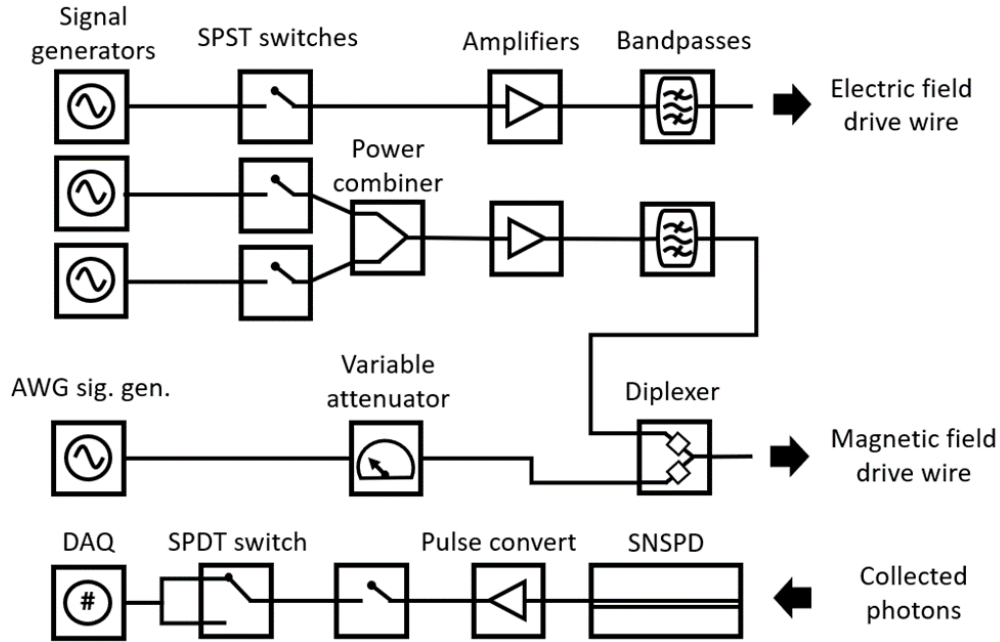 Signal
generators
SPST switches
Amplifiers
Bandpasses
Electric field
drive wire
Power
combiner
AWG sig. gen.
Variable
attenuator
Diplexer
Magnetic field
drive wire
DAQ
SPDT switch
Pulse convert
SNSPD
#
Collected
photons